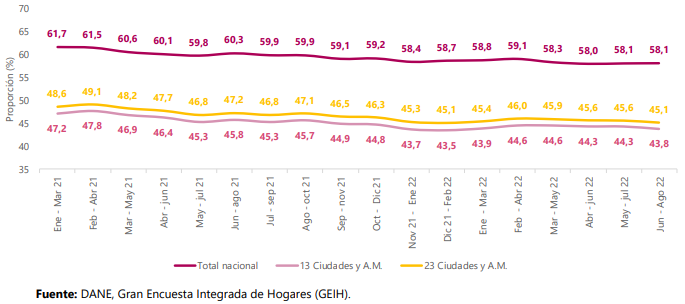 Proporción (%)
70
65
60
55
50
45
40
35
61,7 61,5 60,6 60,1 59,8 60,3 59,9 59,9 59,1 59,2 58,4 58,7 58,8 59,1 58,3 58,0 58,1 58,1
48,6 49,1 48,2 47,7 46,8 47,2 46,8 47,1 46,5 46,3 45,3 45,1 45,4 46,0 45,9 45,6 45,6 45,1
47,2 47,8 46,9 46,4 45,3 45,8 45,3 45,7 44,9 44,8 43,7 43,5 43,9 44,6 44,6 44,3 44,3 43,8
Ene - Mar 21
Feb - Abr 21
Mar - May 21
Abr - jun 21
May - jul 21
Jun - ago 21
Jul - sep 21
Ago - oct 21
Sep - nov 21
Oct - Dic 21
Nov 21 - Ene 22
Dic 21 - Feb 22
Ene - Mar 22
Feb - Abr 22
Mar - May 22
Abr - jun 22
May - jul 22
Jun - Ago 22
Total nacional 13 Ciudades y A.M. 23 Ciudades y A.M.
Fuente: DANE, Gran Encuesta Integrada de Hogares (GEIH).